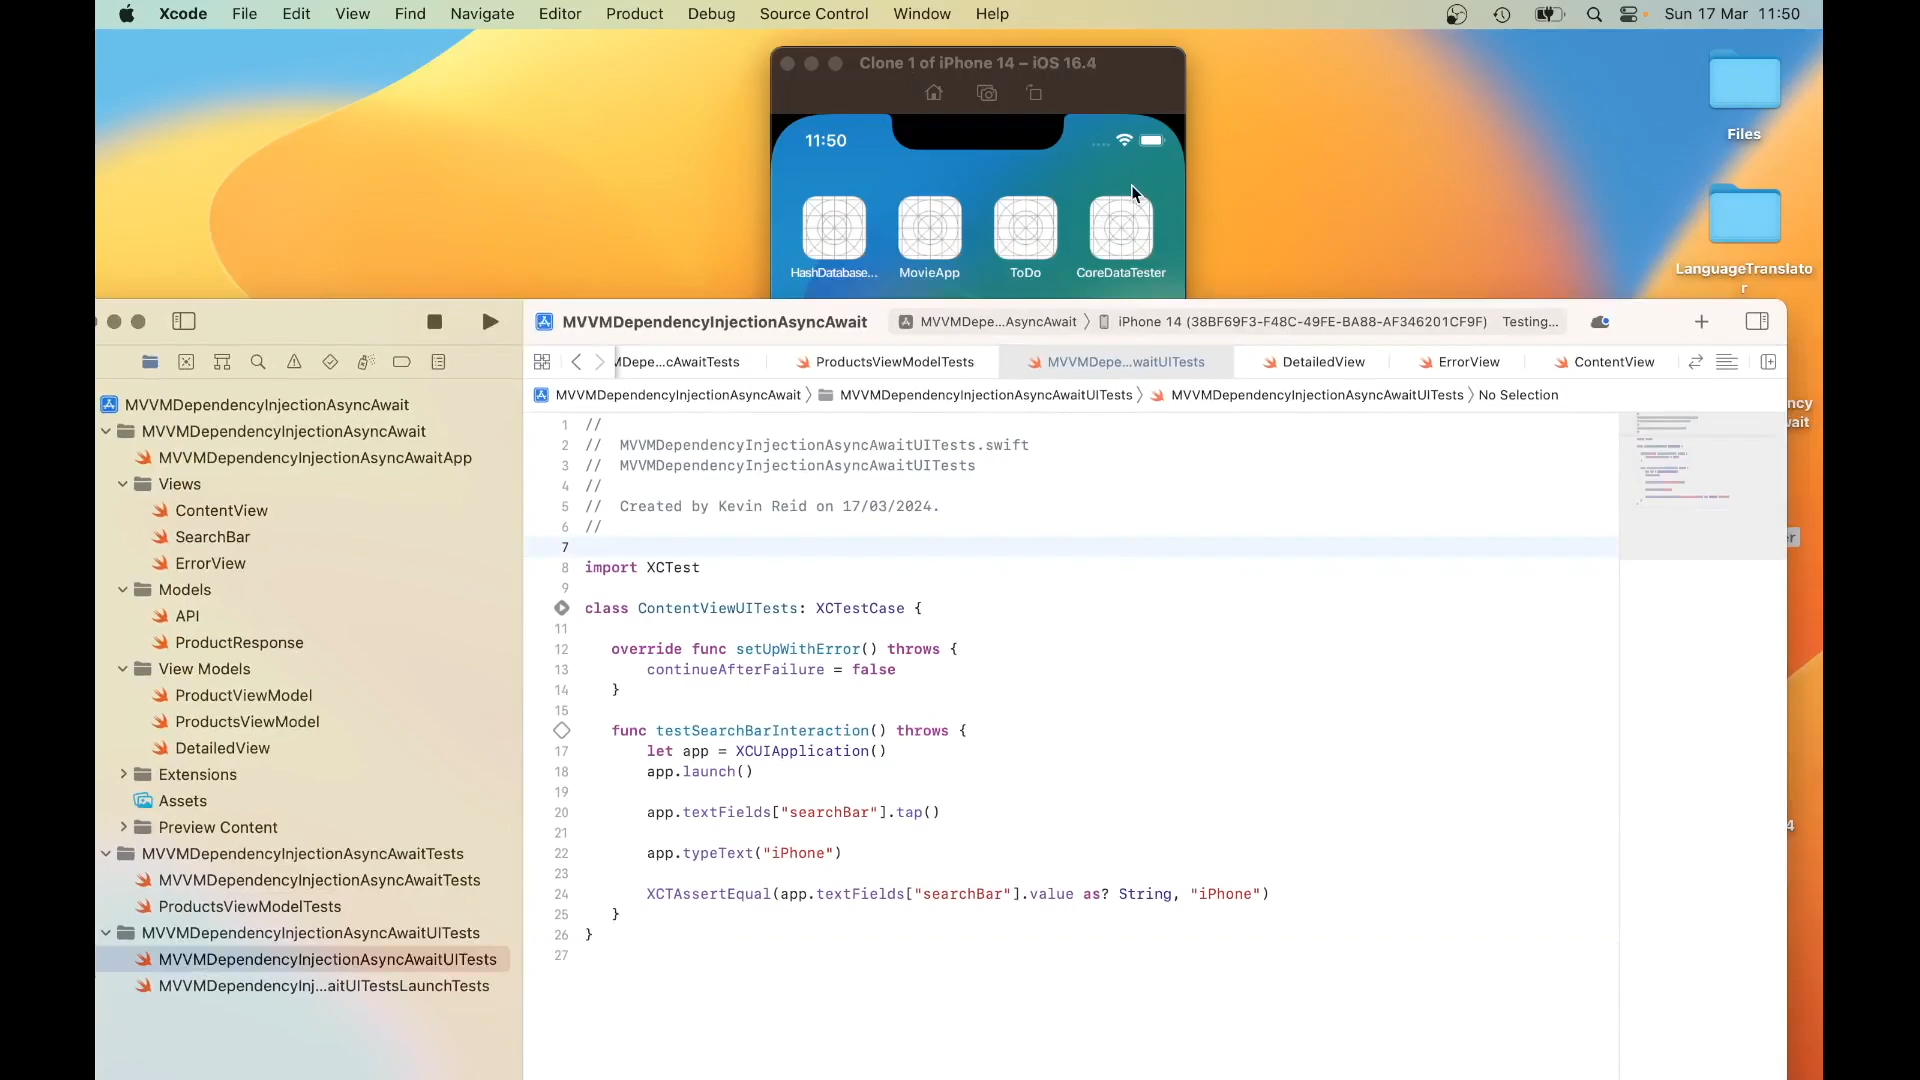 Xcode File Edit View Find Navigate Editor Product Debug Source Control Window Help Sun 17 Mar 11:50
Clone 1 of iPhone 14 – iOS 16.4
11:50
HashDatabase... MovieApp ToDo CoreDataTester
Files
LanguageTranslato
r
MVVMDependencyInjectionAsyncAwait MVVMDepe...AsyncAwait 〉 iPhone 14 (38BF69F3-F48C-49FE-BA88-AF346201CF9F) Testing...
MDepe...cAwaitTests ProductsViewModelTests MVVMDepe...waitUITests DetailedView ErrorView ContentView
MVVMDependencyInjectionAsyncAwait 〉 MVVMDependencyInjectionAsyncAwaitUITests 〉 MVVMDependencyInjectionAsyncAwaitUITests 〉 No Selection
ncy
vait
er
4
MVVMDependencyInjectionAsyncAwait
MVVMDependencyInjectionAsyncAwait
MVVMDependencyInjectionAsyncAwaitApp
Views
ContentView
SearchBar
ErrorView
Models
API
ProductResponse
View Models
ProductViewModel
ProductsViewModel
DetailedView
Extensions
Assets
Preview Content
MVVMDependencyInjectionAsyncAwaitTests
MVVMDependencyInjectionAsyncAwaitTests
ProductsViewModelTests
MVVMDependencyInjectionAsyncAwaitUITests
MVVMDependencyInjectionAsyncAwaitUITests
MVVMDependencyInj...aitUITestsLaunchTests
1 //
2 // MVVMDependencyInjectionAsyncAwaitUITests.swift
3 // MVVMDependencyInjectionAsyncAwaitUITests
4 //
5 // Created by Kevin Reid on 17/03/2024.
6 //
7
8 import XCTest
9
class ContentViewUITests: XCTestCase {
11
12 override func setUpWithError() throws {
13 continueAfterFailure = false
14 }
15
func testSearchBarInteraction() throws {
17 let app = XCUIApplication()
18 app.launch()
19
20 app.textFields["searchBar"].tap()
21
22 app.typeText("iPhone")
23
24 XCTAssertEqual(app.textFields["searchBar"].value as? String, "iPhone")
25 }
26 }
27